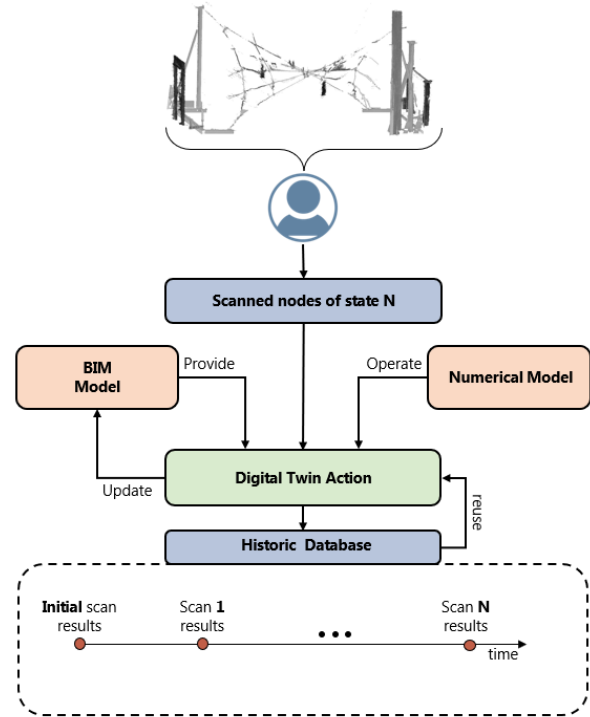 Scanned nodes of state N
BIM
Model
Provide
Operate
Numerical Model
Digital Twin Action
Update
reuse
Historic Database
Initial scan
results
Scan 1
results
Scan N
results
time